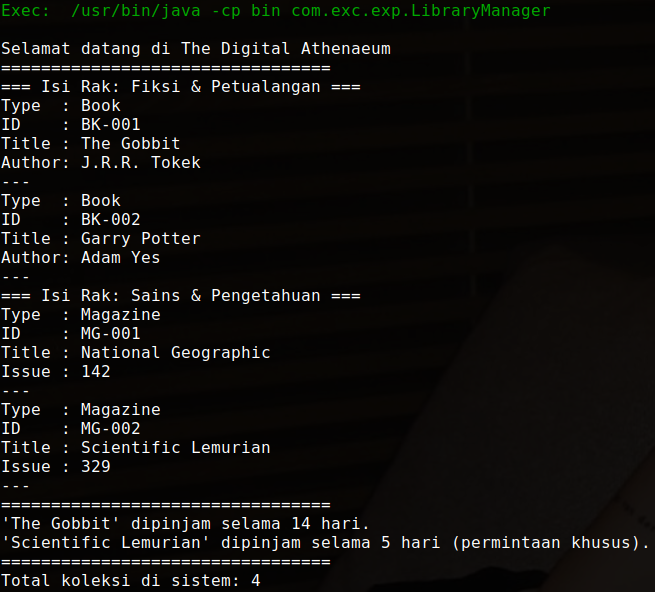 Exec:  /usr/bin/java -cp bin com.exc.exp.LibraryManager
Selamat datang di The Digital Athenaeum
=================================
=== Isi Rak: Fiksi & Petualangan ===
Type  : Book
ID    : BK-001
Title : The Gobbit
Author: J.R.R. Tokek
---
Type  : Book
ID    : BK-002
Title : Garry Potter
Author: Adam Yes
---
=== Isi Rak: Sains & Pengetahuan ===
Type  : Magazine
ID    : MG-001
Title : National Geographic
Issue : 142
---
Type  : Magazine
ID    : MG-002
Title : Scientific Lemurian
Issue : 329
---
=================================
'The Gobbit' dipinjam selama 14 hari.
'Scientific Lemurian' dipinjam selama 5 hari (permintaan khusus).
=================================
Total koleksi di sistem: 4